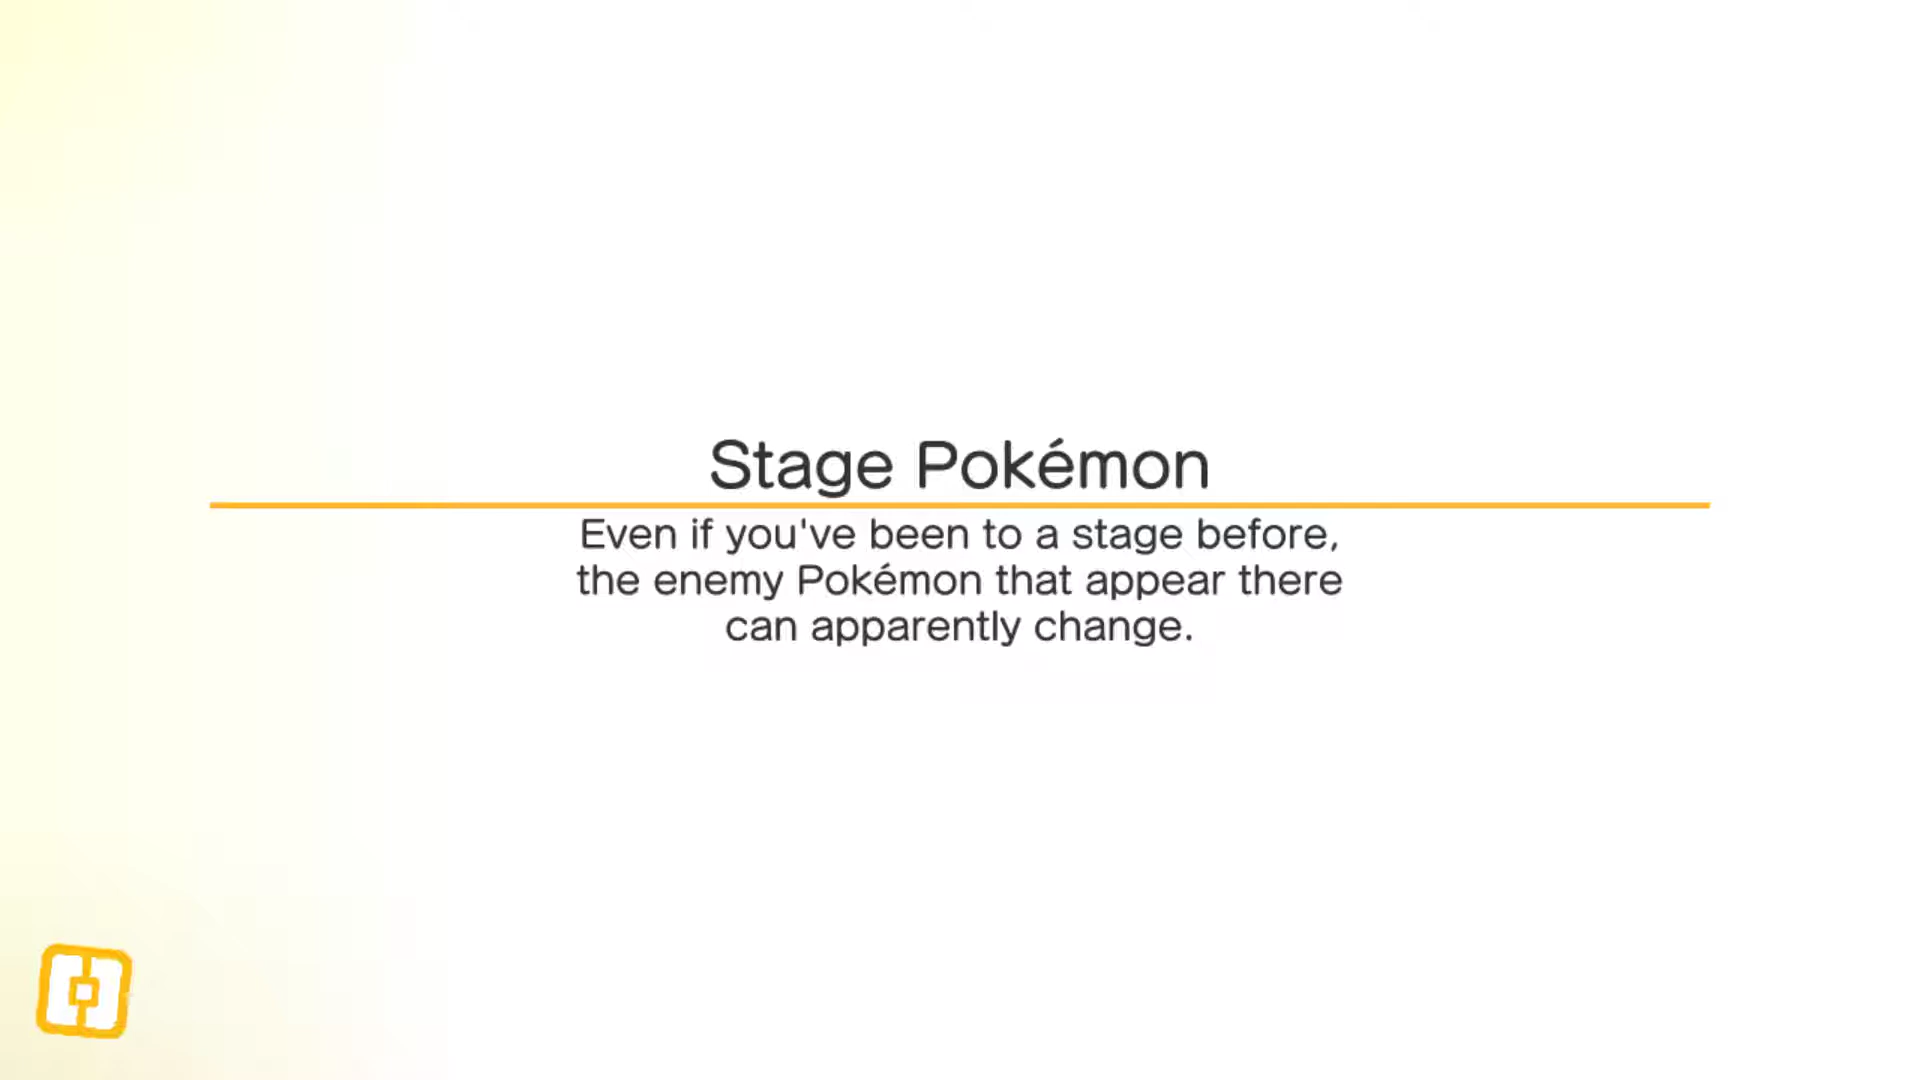 Stage Pokémon
Even if you've been to a stage before,
the enemy Pokémon that appear there
can apparently change.